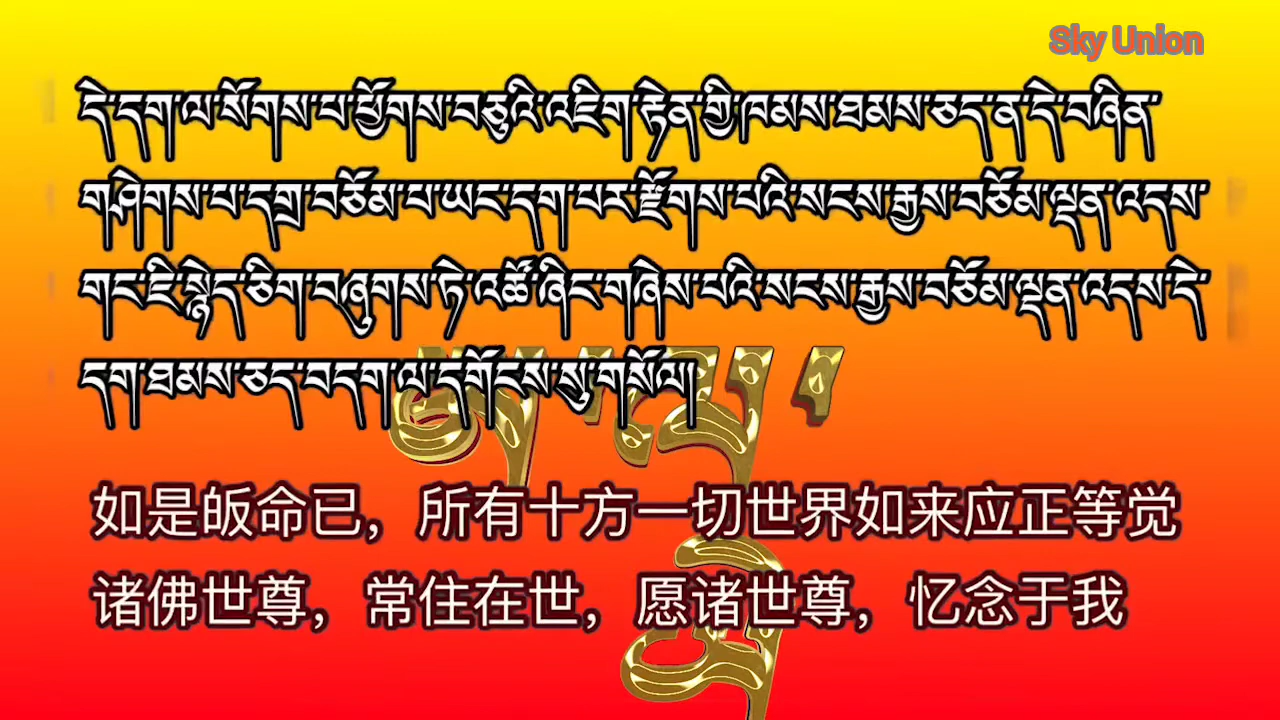 Sky Union
དེ་དག་ལ་སོགས་པ་ཕྱོགས་བཅུའི་འཇིག་རྟེན་གྱི་ཁམས་ཐམས་ཅད་ན་དེ་བཞིན་
གཤེགས་པ་དགྲ་བཅོམ་པ་ཡང་དག་པར་རྫོགས་པའི་སངས་རྒྱས་བཅོམ་ལྡན་འདས་
གང་ཇི་སྙེད་ཅིག་བཞུགས་ཏེ་འཚོ་ཞིང་གཞེས་པའི་སངས་རྒྱས་བཅོམ་ལྡན་འདས་དེ་
དག་ཐམས་ཅད་བདག་ལ་དགོངས་སུ་གསོལ།
如是皈命已，所有十方一切世界如来应正等觉
诸佛世尊，常住在世，愿诸世尊，忆念于我